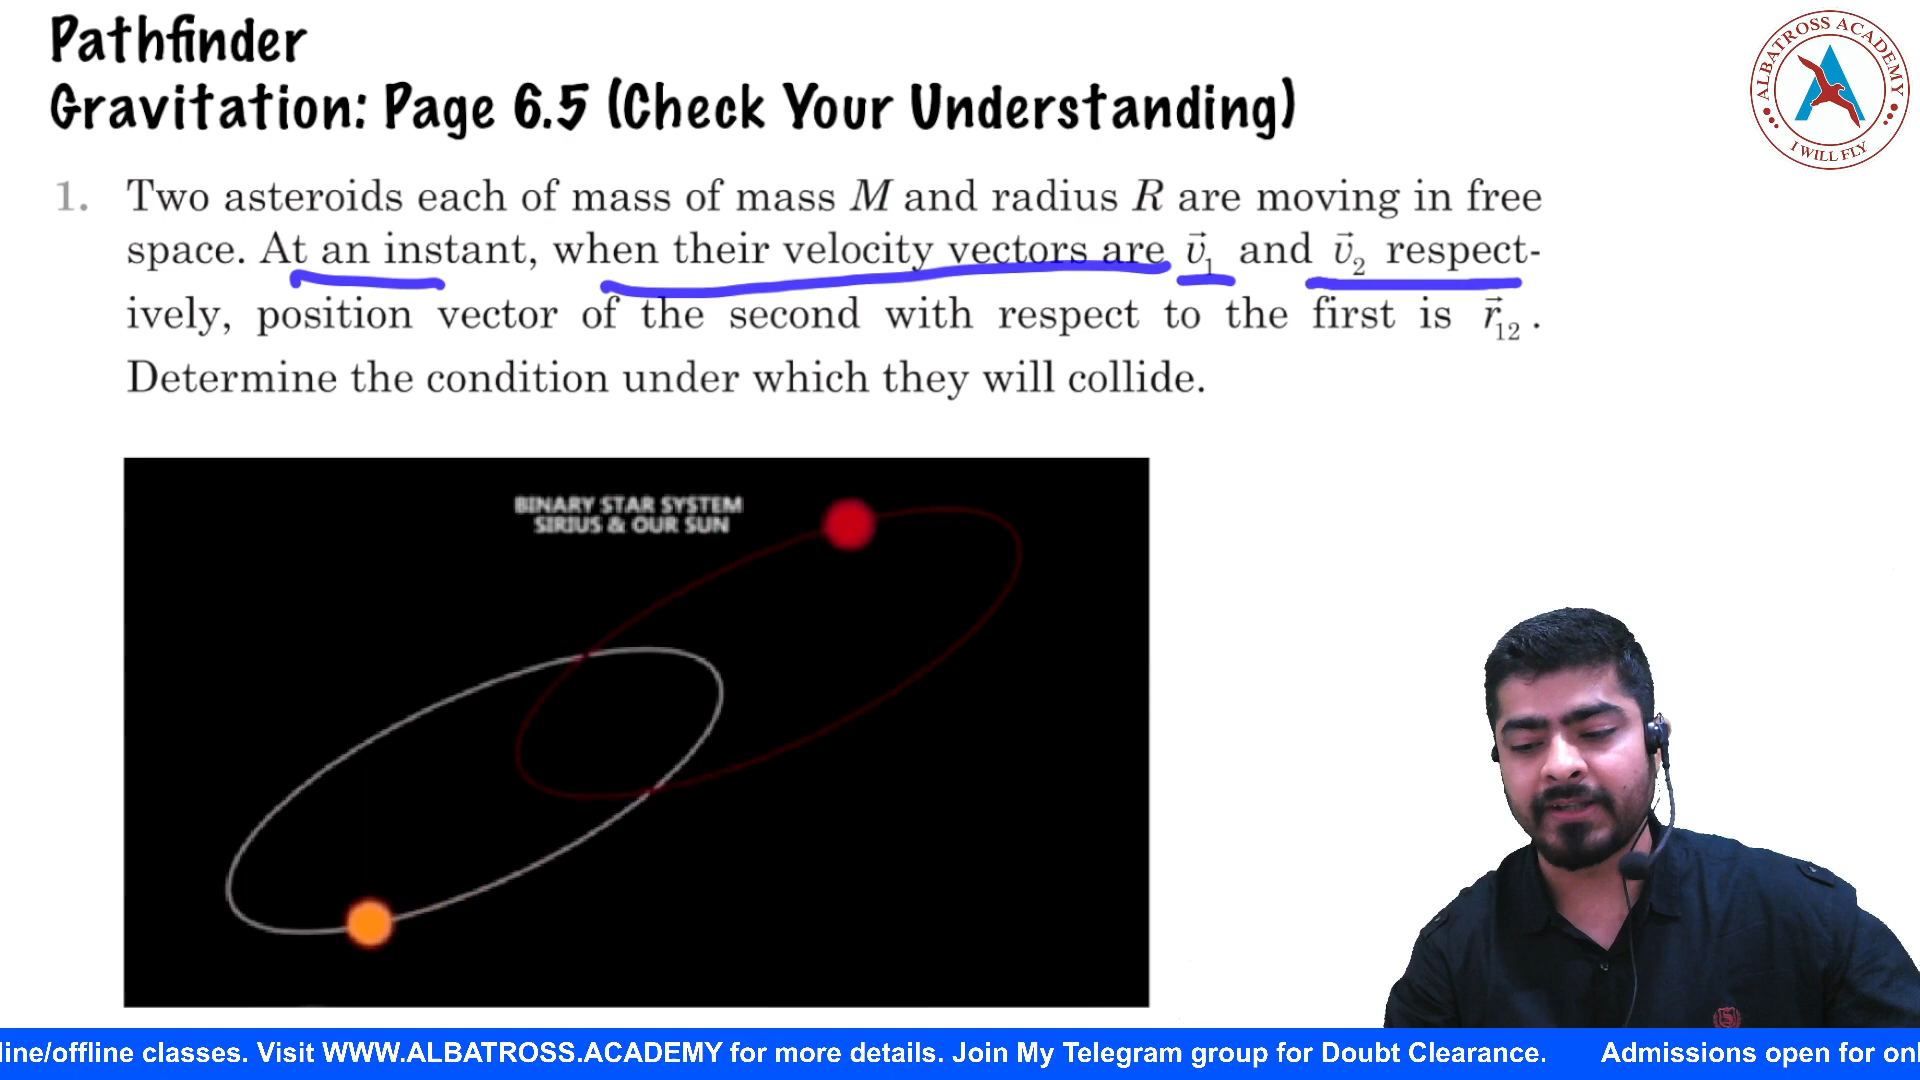 Pathfinder
Gravitation: Page 6.5 (Check Your Understanding)
ALBATROSS ACADEMY
I WILL FLY
1. Two asteroids each of mass of mass M and radius R are moving in free
space. At an instant, when their velocity vectors are v⃗₁ and v⃗₂ respect-
ively, position vector of the second with respect to the first is r⃗₁₂ .
Determine the condition under which they will collide.
BINARY STAR SYSTEM
SIRIUS & OUR SUN
line/offline classes. Visit WWW.ALBATROSS.ACADEMY for more details. Join My Telegram group for Doubt Clearance. Admissions open for onl